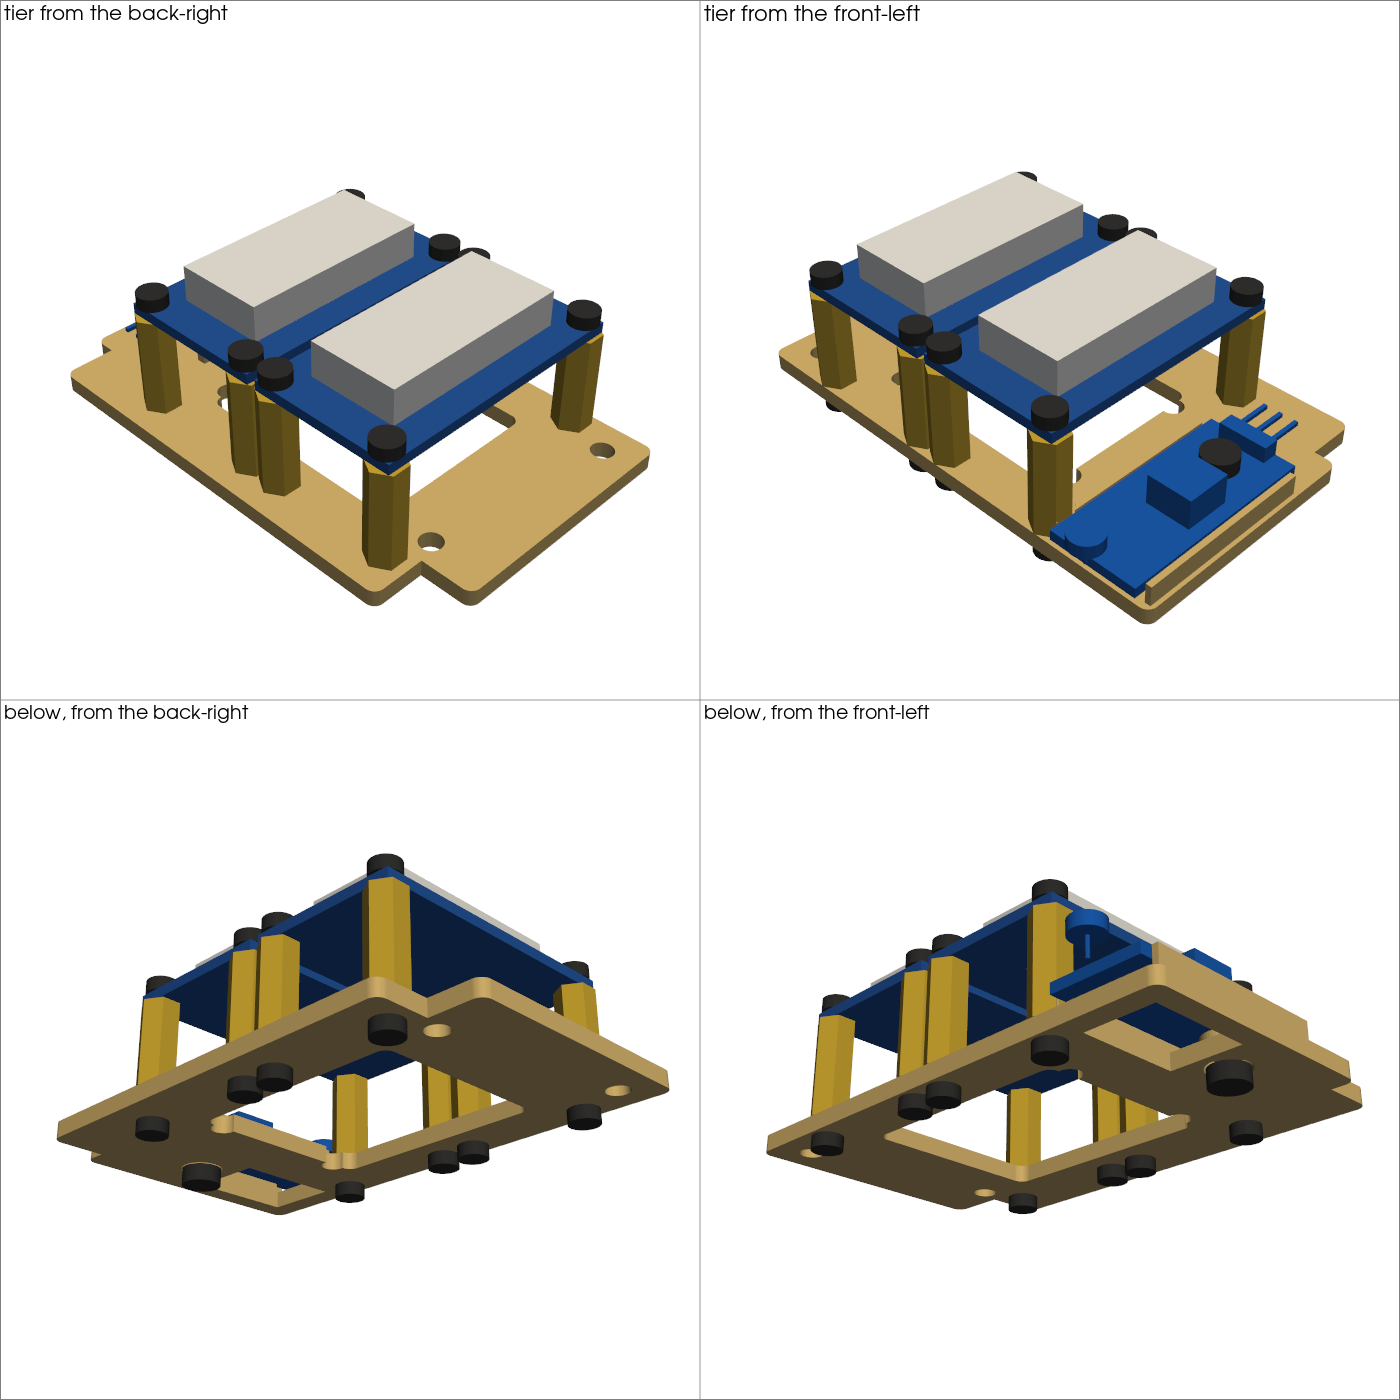 tier from the back-right
tier from the front-left
below, from the back-right
below, from the front-left